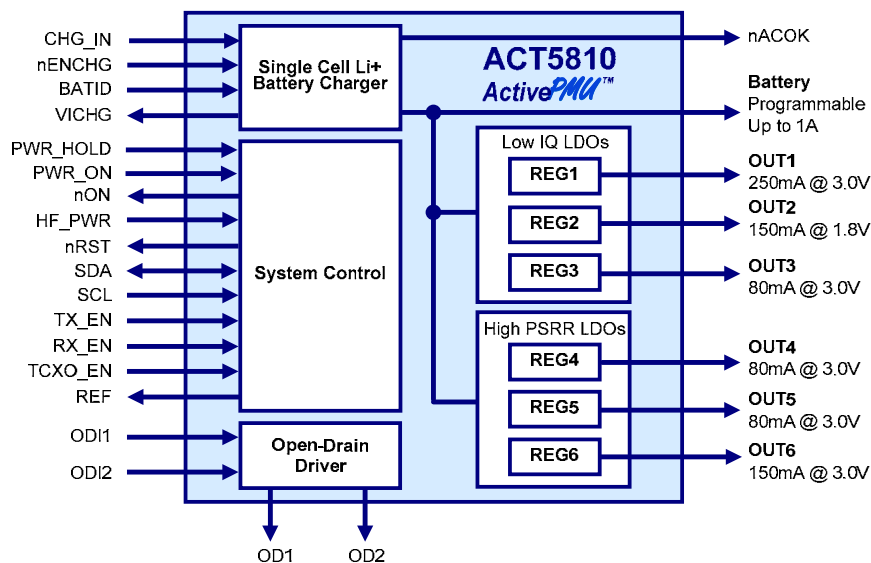 CHG_IN
nENCHG
BATID
VICHG
PWR_HOLD
PWR_ON
nON
HF_PWR
nRST
SDA
SCL
TX_EN
RX_EN
TCXO_EN
REF
ODI1
ODI2
Single Cell Li+
Battery Charger
System Control
Open-Drain
Driver
OD1
OD2
ACT5810
ActivePMU™
Low IQ LDOs
REG1
REG2
REG3
High PSRR LDOs
REG4
REG5
REG6
nACOK
Battery
Programmable
Up to 1A
OUT1
250mA @ 3.0V
OUT2
150mA @ 1.8V
OUT3
80mA @ 3.0V
OUT4
80mA @ 3.0V
OUT5
80mA @ 3.0V
OUT6
150mA @ 3.0V